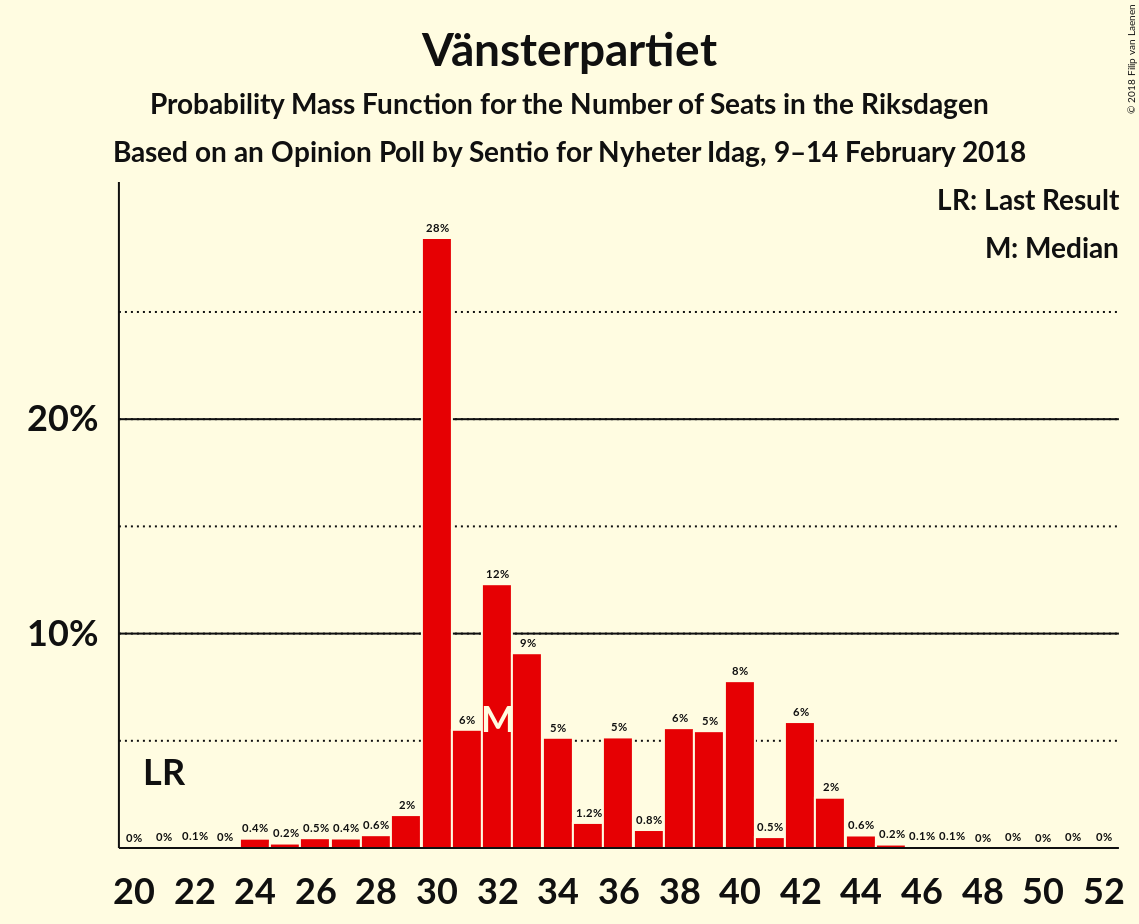 © 2018 Filip van Laenen
Vänsterpartiet
Probability Mass Function for the Number of Seats in the Riksdagen
Based on an Opinion Poll by Sentio for Nyheter Idag, 9–14 February 2018
LR: Last Result
M: Median
28%
20%
12%
10%
9%
8%
6% M 5% 5% 6% 5% 6%
LR
2% 2%
0% 0% 0.1% 0% 0.4% 0.2% 0.5% 0.4% 0.6% 1.2% 0.8% 0.5% 0.6% 0.2% 0.1% 0.1% 0% 0% 0% 0% 0%
20 22 24 26 28 30 32 34 36 38 40 42 44 46 48 50 52